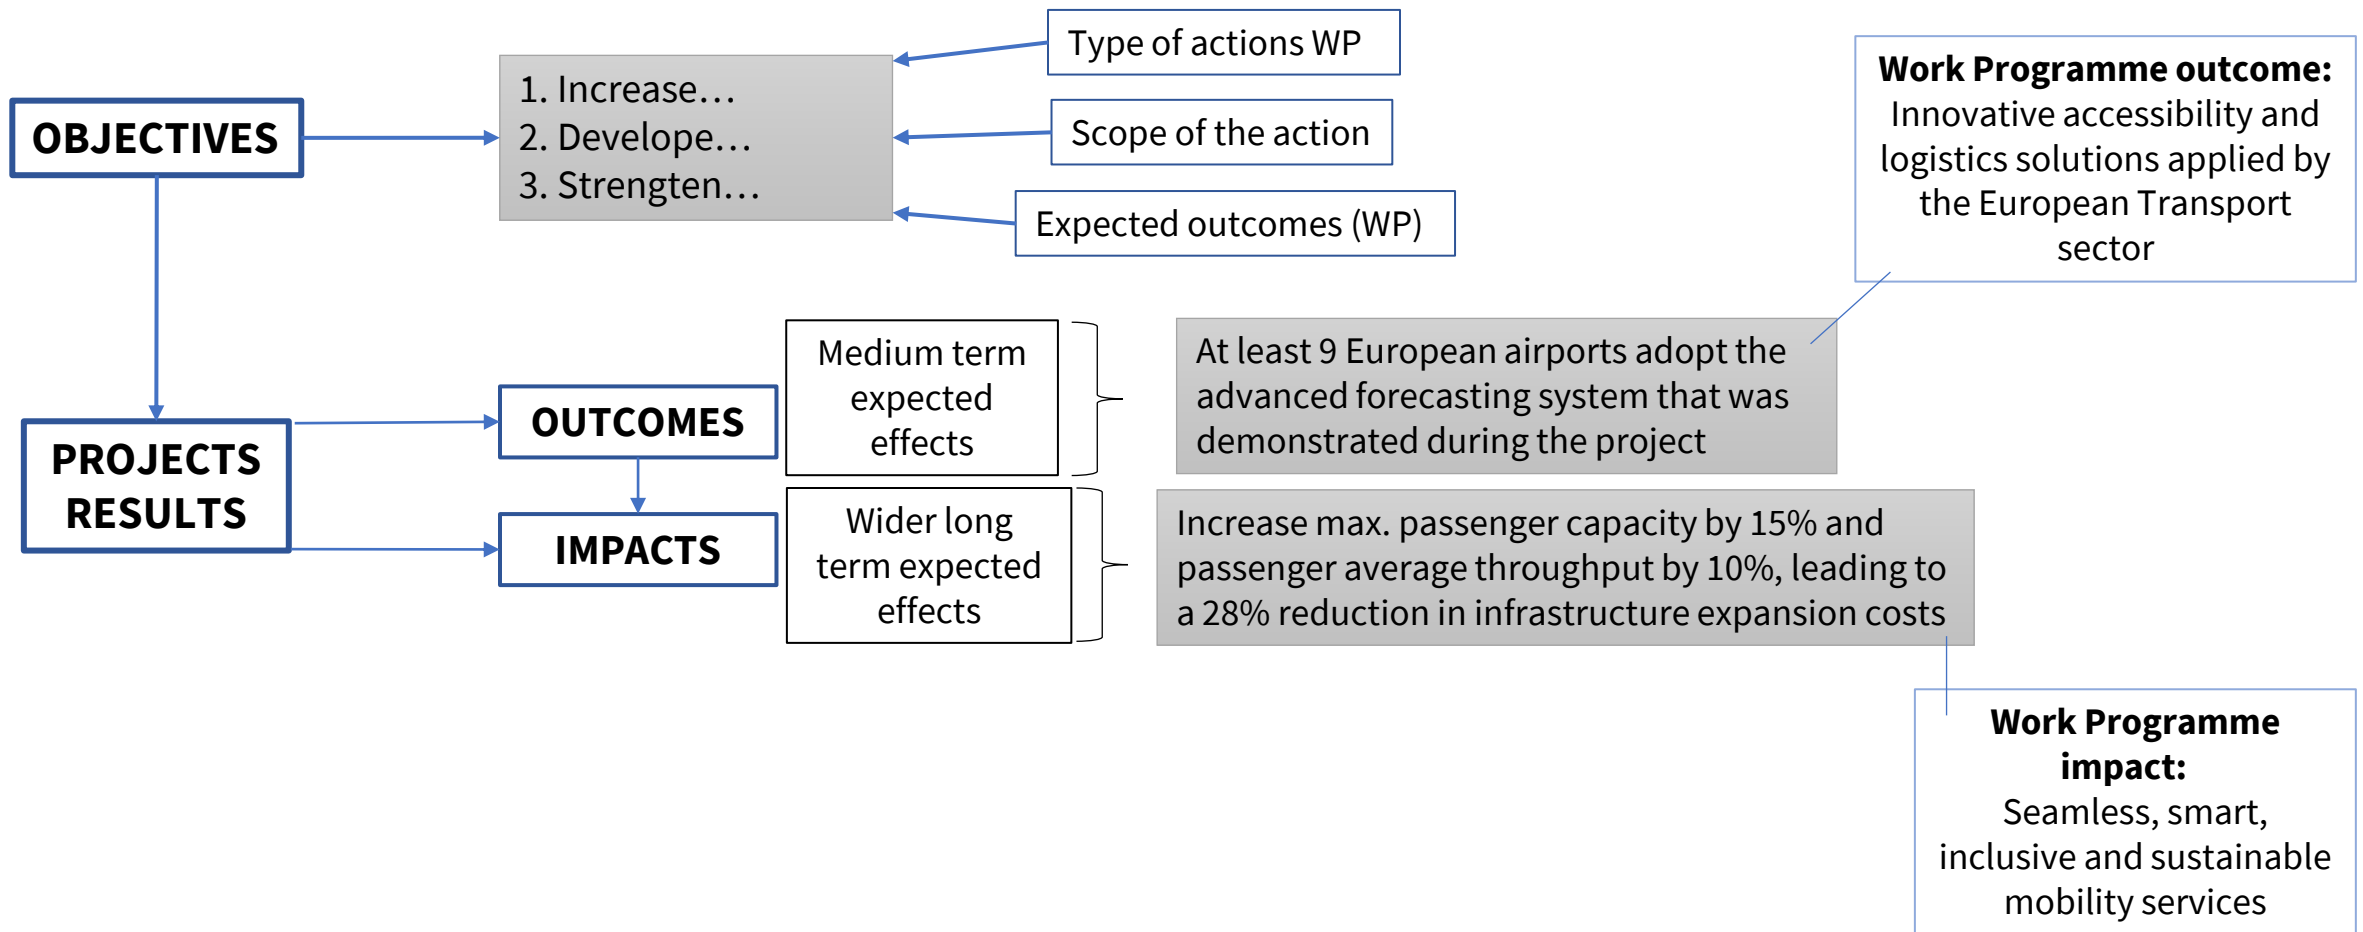 OBJECTIVES
1. Increase…
2. Develope…
3. Strengten…
Type of actions WP
Scope of the action
Expected outcomes (WP)
Work Programme outcome:
Innovative accessibility and
logistics solutions applied by
the European Transport
sector
PROJECTS
RESULTS
OUTCOMES
Medium term
expected
effects
At least 9 European airports adopt the
advanced forecasting system that was
demonstrated during the project
IMPACTS
Wider long
term expected
effects
Increase max. passenger capacity by 15% and
passenger average throughput by 10%, leading to
a 28% reduction in infrastructure expansion costs
Work Programme
impact:
Seamless, smart,
inclusive and sustainable
mobility services